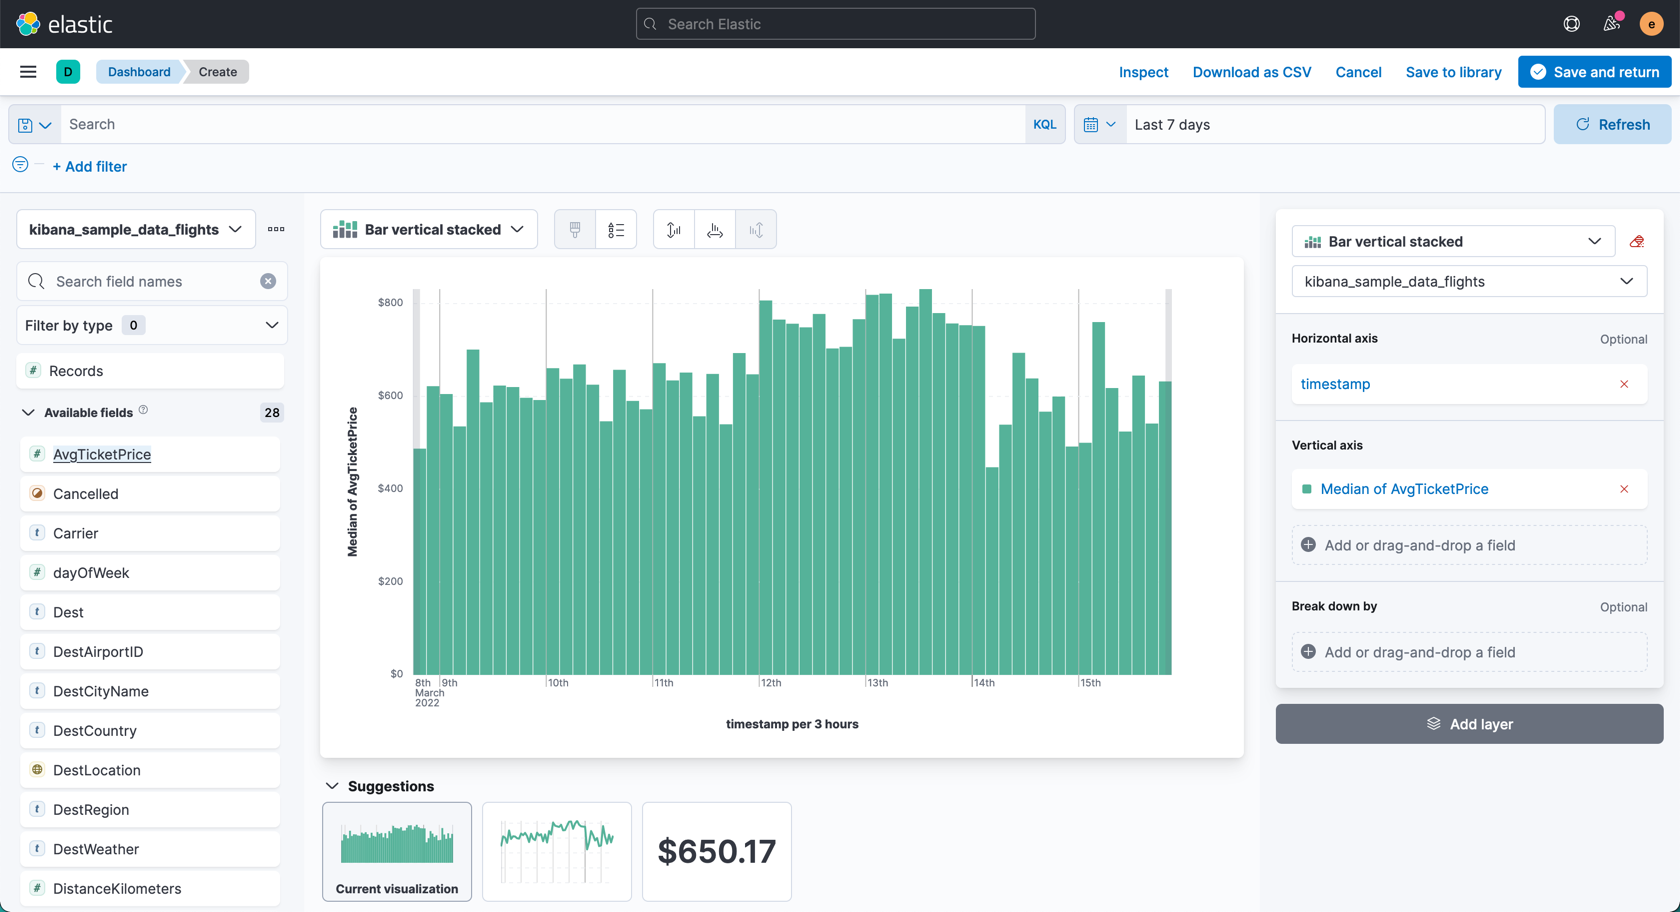 elastic
Search Elastic
e
D
Dashboard
Create
Inspect
Download as CSV
Cancel
Save to library
Save and return
Search
KQL
Last 7 days
Refresh
+ Add filter
kibana_sample_data_flights
Search field names
Filter by type 0
# Records
Available fields ?
28
# AvgTicketPrice
Cancelled
t Carrier
# dayOfWeek
t Dest
t DestAirportID
t DestCityName
t DestCountry
DestLocation
t DestRegion
t DestWeather
# DistanceKilometers
Bar vertical stacked
Median of AvgTicketPrice
$800
$600
$400
$200
$0
8th
March
2022
9th
10th
11th
12th
13th
14th
15th
timestamp per 3 hours
Suggestions
Current visualization
$650.17
Bar vertical stacked
kibana_sample_data_flights
Horizontal axis
Optional
timestamp
Vertical axis
Median of AvgTicketPrice
Add or drag-and-drop a field
Break down by
Optional
Add or drag-and-drop a field
Add layer